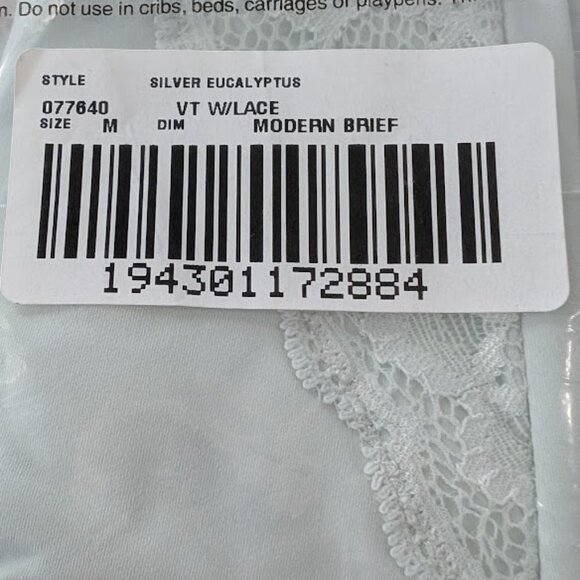 n. Do not use in cribs, beds, carriages or playpens.
STYLE SILVER EUCALYPTUS
077640 VT W/LACE
SIZE M DIM MODERN BRIEF
194301172884